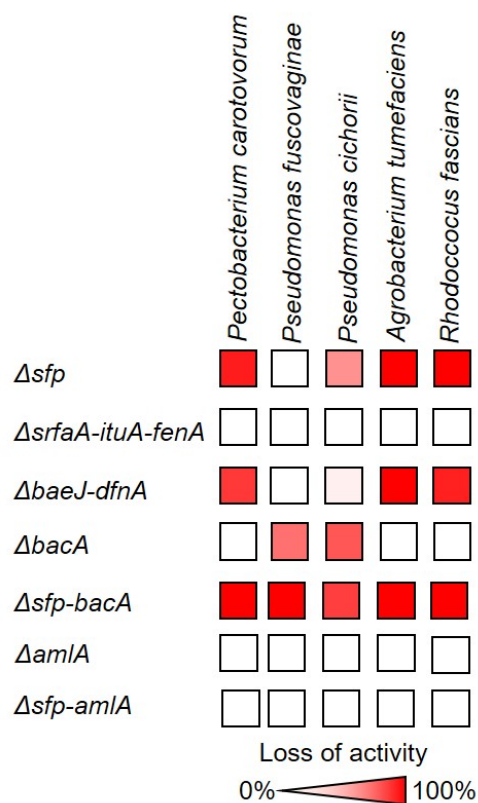 Pectobacterium carotovorum
Pseudomonas fuscovaginae
Pseudomonas cichorii
Agrobacterium tumefaciens
Rhodoccocus fascians
Δsfp
ΔsrfaA-ituA-fenA
ΔbaeJ-dfnA
ΔbacA
Δsfp-bacA
ΔamlA
Δsfp-amlA
Loss of activity
0% 100%